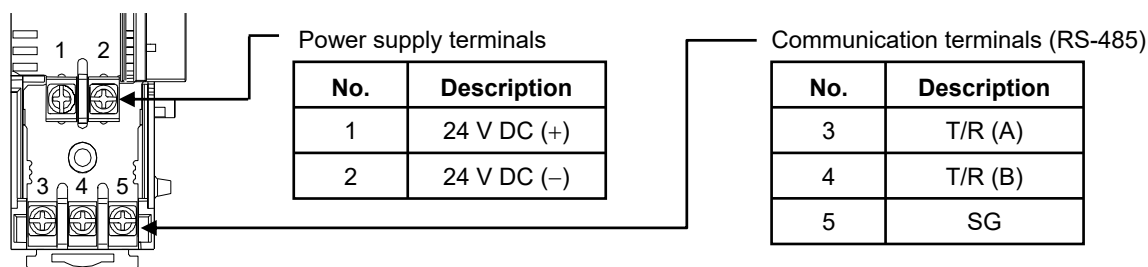 Power supply terminals
No. Description
1 24 V DC (+)
2 24 V DC (−)
Communication terminals (RS-485)
No. Description
3 T/R (A)
4 T/R (B)
5 SG
1 2
3 4 5